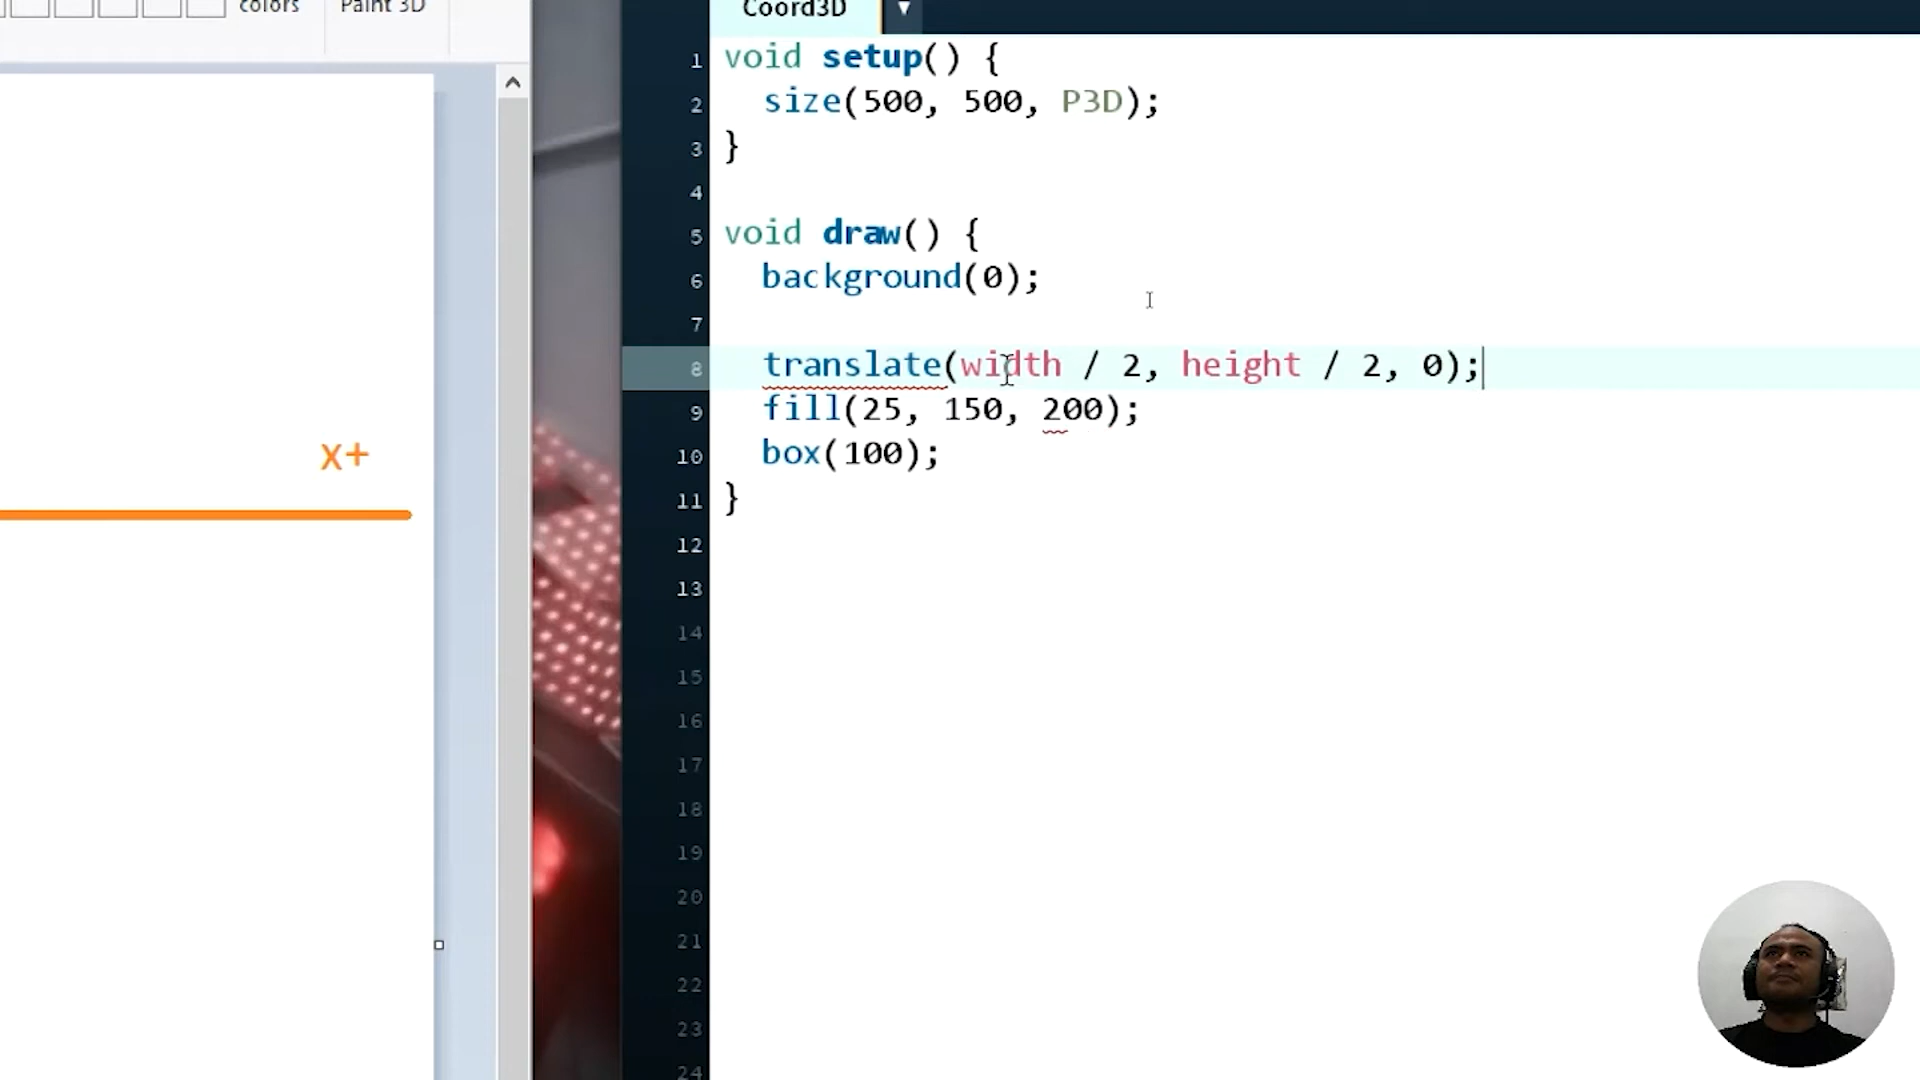 colors
Paint 3D
x+
Coord3D
1 void setup() {
2 size(500, 500, P3D);
3 }
4
5 void draw() {
6 background(0);
7
8 translate(width / 2, height / 2, 0);
9 fill(25, 150, 200);
10 box(100);
11 }
12
13
14
15
16
17
18
19
20
21
22
23
24